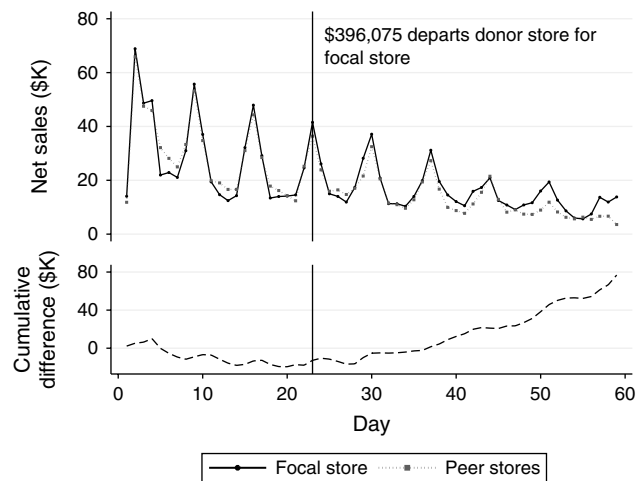 80
60
40
20
0
Net sales ($K)
$396,075 departs donor store for
focal store
80
40
0
Cumulative
difference ($K)
0 10 20 30 40 50 60
Day
Focal store Peer stores